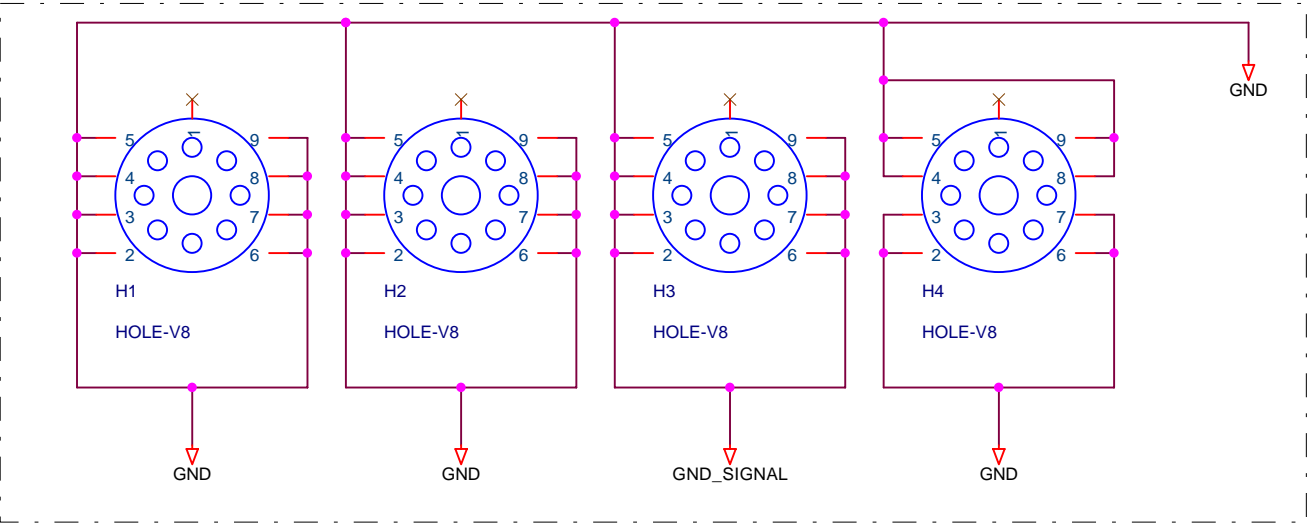 GND
1
5 9
4 8
3 7
2 6
H1
HOLE-V8
GND
1
5 9
4 8
3 7
2 6
H2
HOLE-V8
GND
1
5 9
4 8
3 7
2 6
H3
HOLE-V8
GND_SIGNAL
1
5 9
4 8
3 7
2 6
H4
HOLE-V8
GND